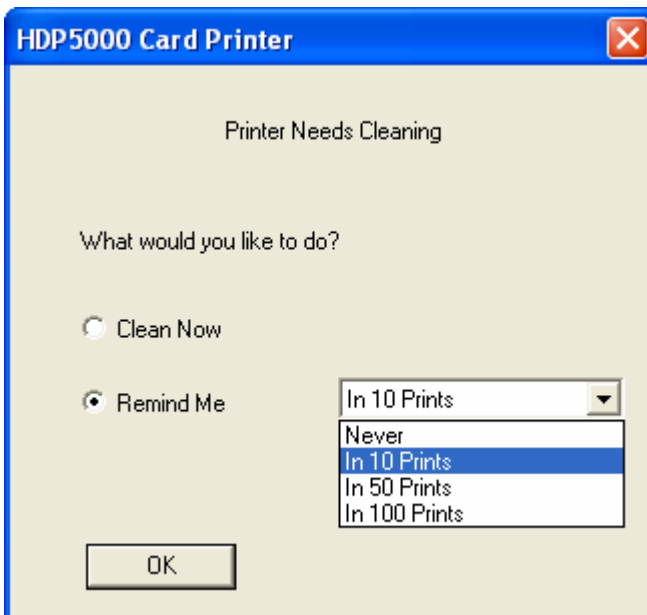 HDP5000 Card Printer
Printer Needs Cleaning
What would you like to do?
Clean Now
Remind Me
In 10 Prints
Never
In 10 Prints
In 50 Prints
In 100 Prints
OK